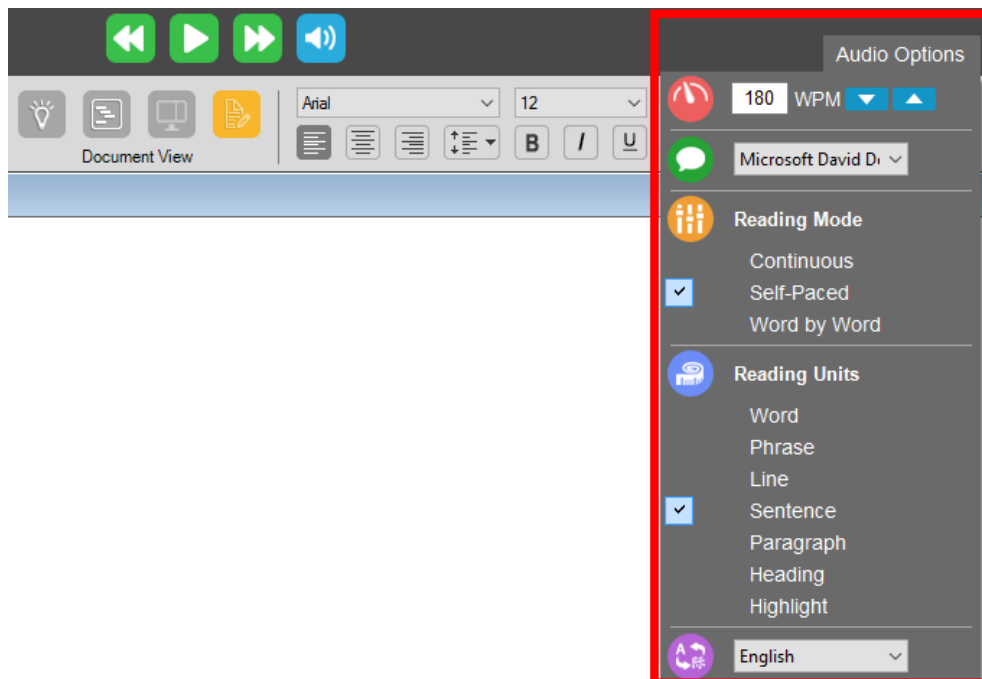 Audio Options
180 WPM
Arial 12
B I U
Document View
Microsoft David De
Reading Mode
Continuous
Self-Paced
Word by Word
Reading Units
Word
Phrase
Line
Sentence
Paragraph
Heading
Highlight
English